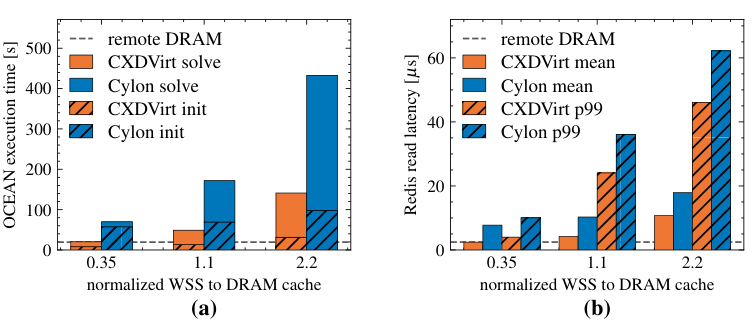 OCEAN execution time [s]
500
400
300
200
100
0
remote DRAM
CXDVirt solve
Cylon solve
CXDVirt init
Cylon init
0.35 1.1 2.2
normalized WSS to DRAM cache
(a)
Redis read latency [μs]
60
40
20
0
remote DRAM
CXDVirt mean
Cylon mean
CXDVirt p99
Cylon p99
0.35 1.1 2.2
normalized WSS to DRAM cache
(b)